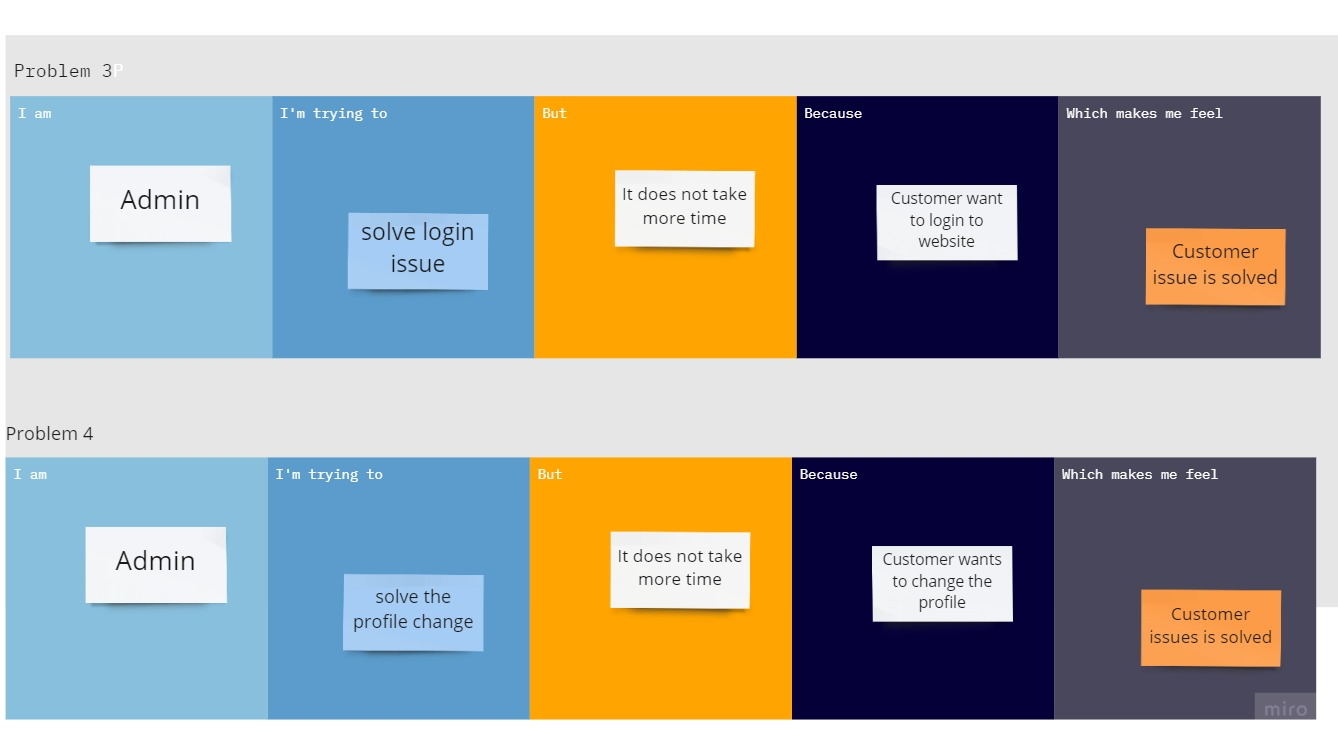 Problem 3P
I am
I'm trying to
But
Because
Which makes me feel
Admin
solve login
issue
It does not take
more time
Customer want
to login to
website
Customer
issue is solved
Problem 4
I am
I'm trying to
But
Because
Which makes me feel
Admin
solve the
profile change
It does not take
more time
Customer wants
to change the
profile
Customer
issues is solved
miro